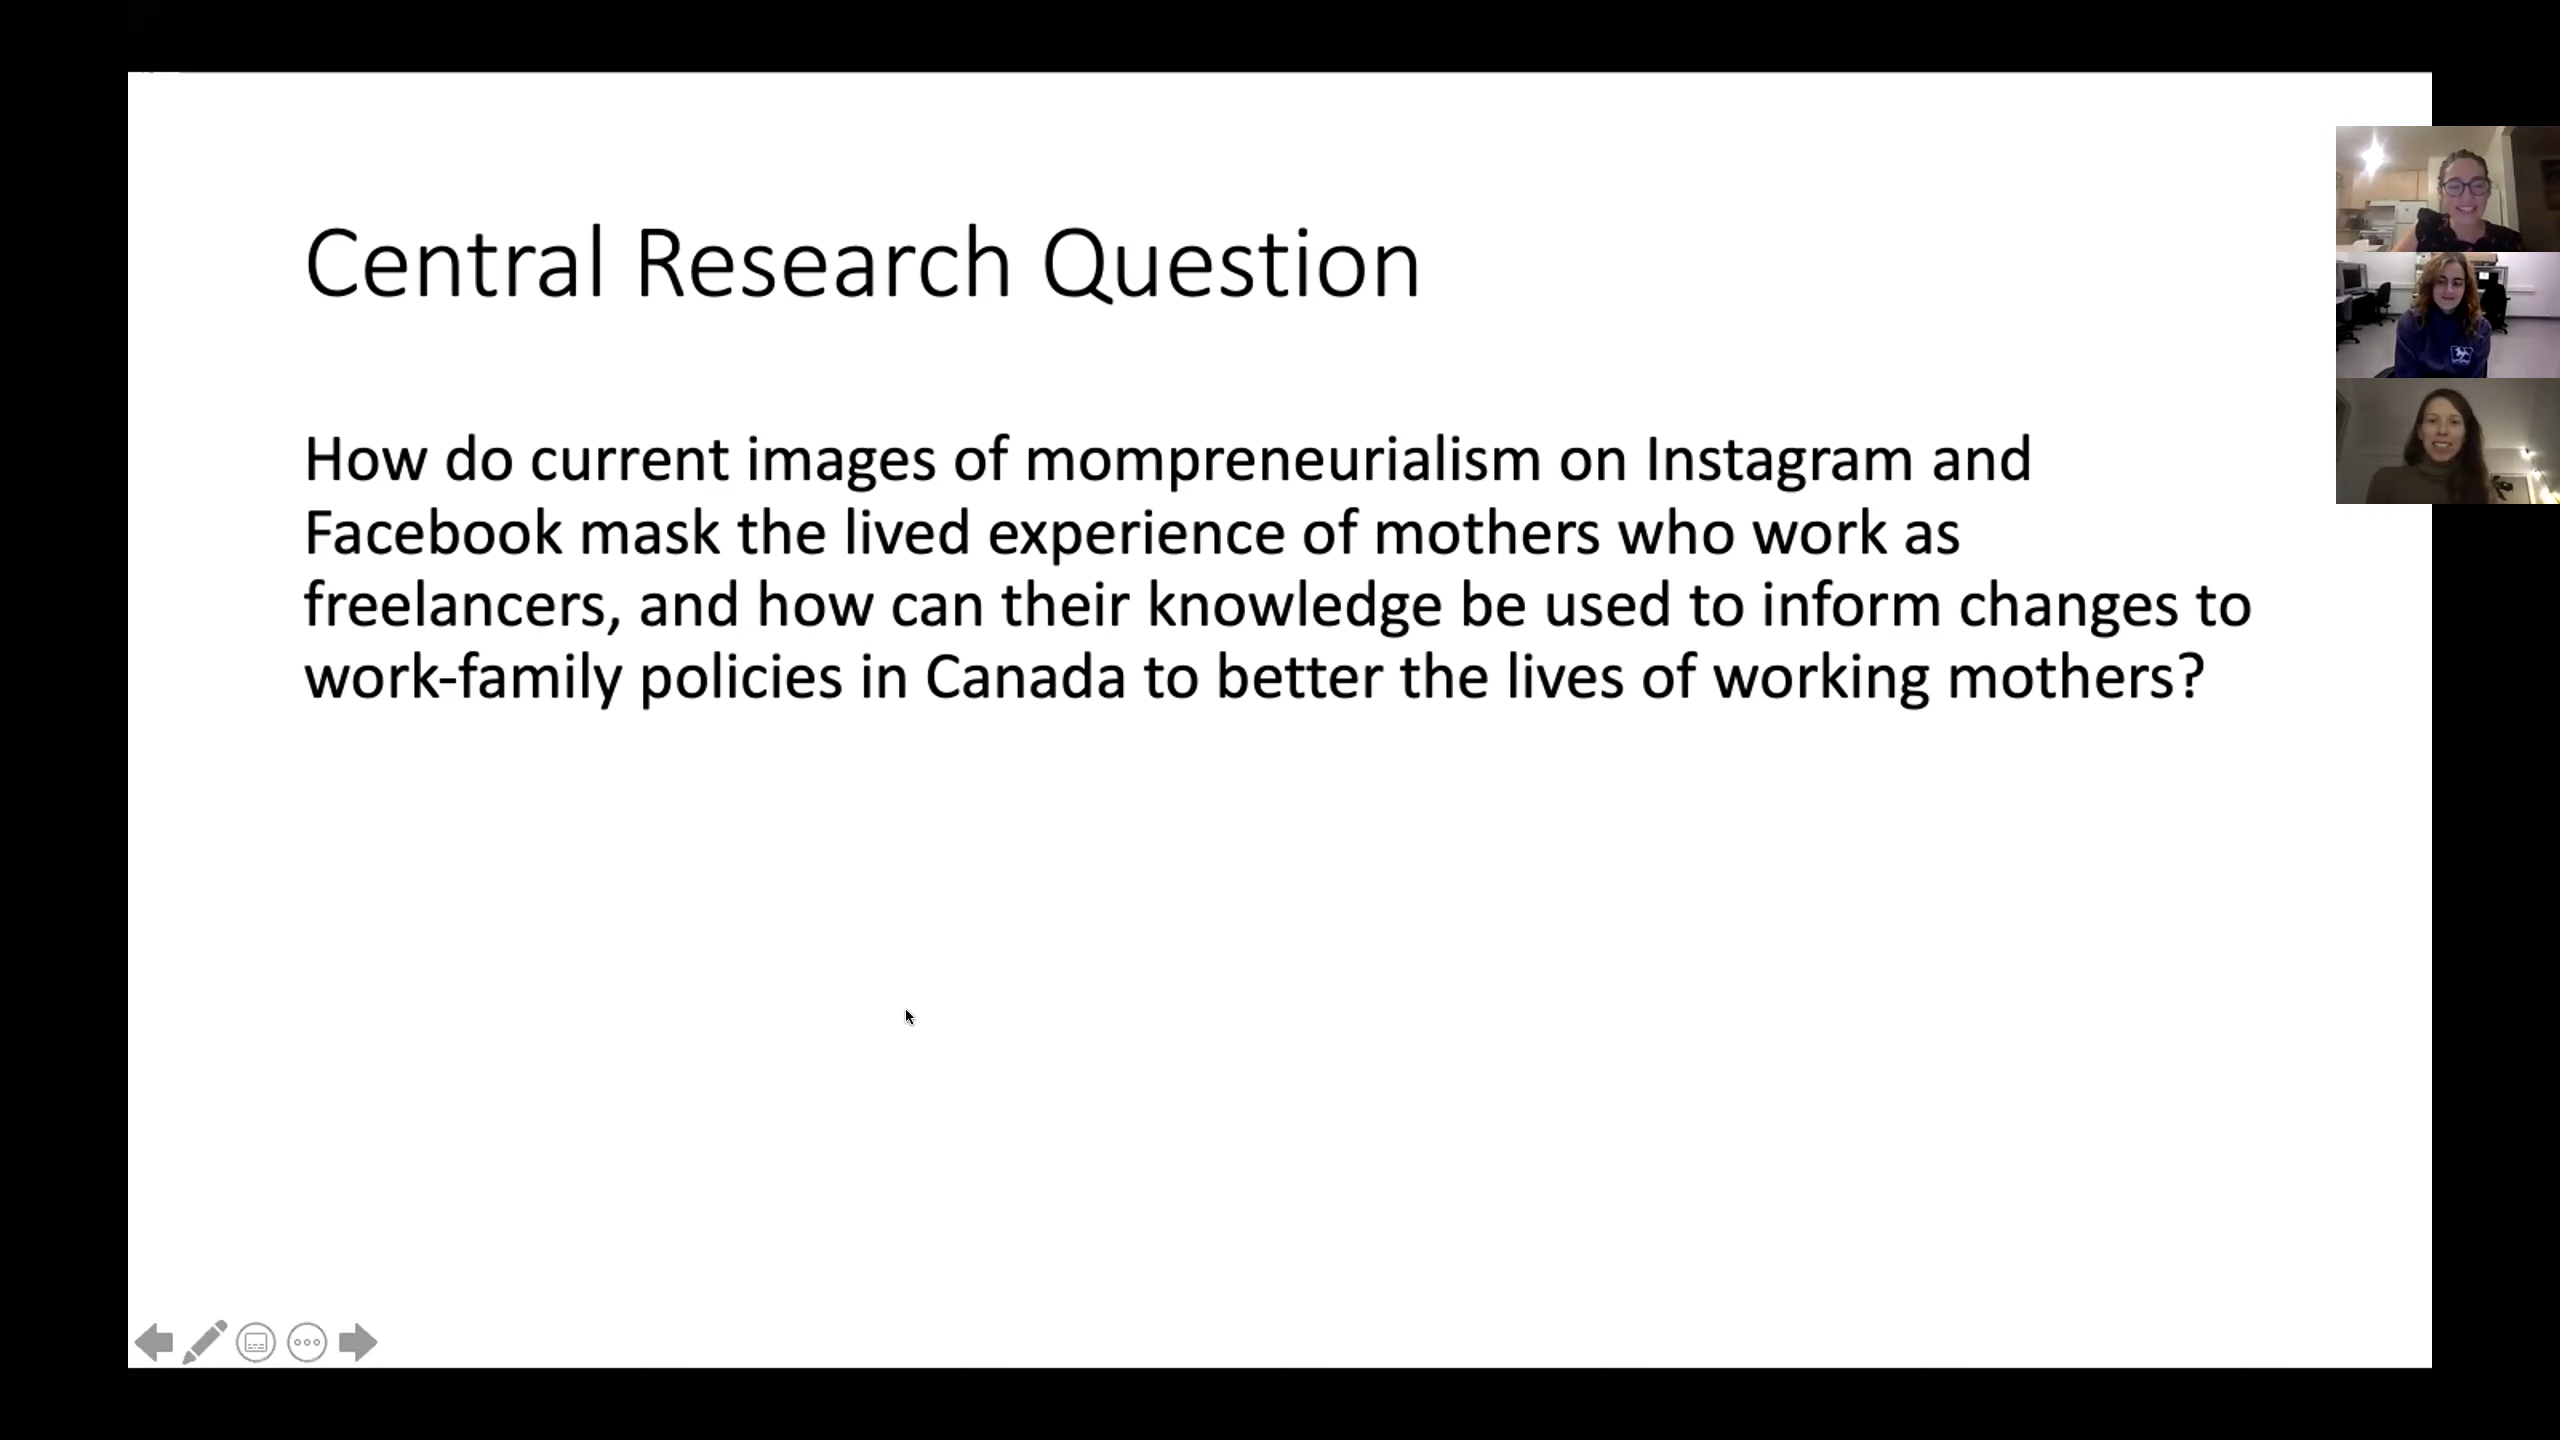 Central Research Question
How do current images of mompreneurialism on Instagram and
Facebook mask the lived experience of mothers who work as
freelancers, and how can their knowledge be used to inform changes to
work-family policies in Canada to better the lives of working mothers?